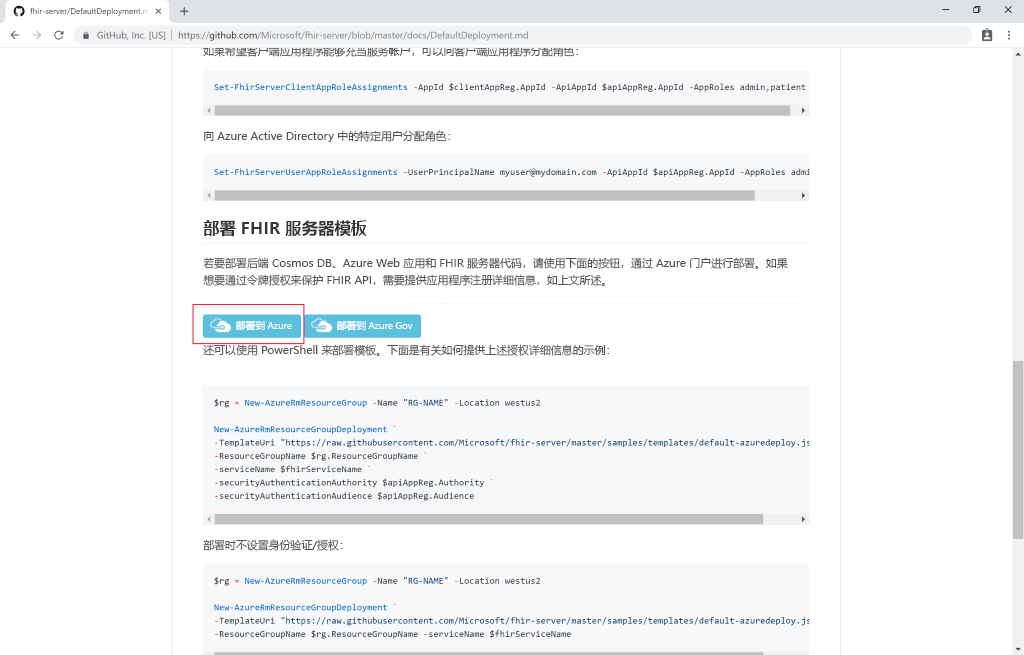 fhir-server/DefaultDeployment.m
GitHub, Inc. [US] | https://github.com/Microsoft/fhir-server/blob/master/docs/DefaultDeployment.md
如果希望客户端应用程序能够充当服务帐户，可以向客户端应用程序分配角色：
Set-FhirServerClientAppRoleAssignments -AppId $clientAppReg.AppId -ApiAppId $apiAppReg.AppId -AppRoles admin,patient
向 Azure Active Directory 中的特定用户分配角色：
Set-FhirServerUserAppRoleAssignments -UserPrincipalName myuser@mydomain.com -ApiAppId $apiAppReg.AppId -AppRoles admi
部署 FHIR 服务器模板
若要部署后端 Cosmos DB、Azure Web 应用和 FHIR 服务器代码，请使用下面的按钮，通过 Azure 门户进行部署。如果
想要通过令牌授权来保护 FHIR API，需要提供应用程序注册详细信息，如上文所述。
部署到 Azure 部署到 Azure Gov
还可以使用 PowerShell 来部署模板。下面是有关如何提供上述授权详细信息的示例：
$rg = New-AzureRmResourceGroup -Name "RG-NAME" -Location westus2
New-AzureRmResourceGroupDeployment `
-TemplateUri "https://raw.githubusercontent.com/Microsoft/fhir-server/master/samples/templates/default-azuredeploy.js
-ResourceGroupName $rg.ResourceGroupName `
-serviceName $fhirServiceName `
-securityAuthenticationAuthority $apiAppReg.Authority `
-securityAuthenticationAudience $apiAppReg.Audience
部署时不设置身份验证/授权：
$rg = New-AzureRmResourceGroup -Name "RG-NAME" -Location westus2
New-AzureRmResourceGroupDeployment `
-TemplateUri "https://raw.githubusercontent.com/Microsoft/fhir-server/master/samples/templates/default-azuredeploy.js
-ResourceGroupName $rg.ResourceGroupName -serviceName $fhirServiceName